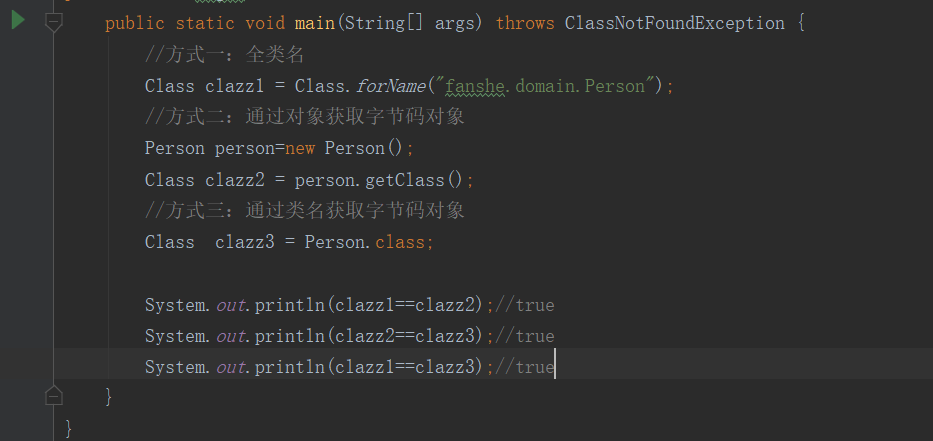 public static void main(String[] args) throws ClassNotFoundException {
//方式一：全类名
Class clazz1 = Class.forName("fanshe.domain.Person");
//方式二：通过对象获取字节码对象
Person person=new Person();
Class clazz2 = person.getClass();
//方式三：通过类名获取字节码对象
Class  clazz3 = Person.class;
System.out.println(clazz1==clazz2);//true
System.out.println(clazz2==clazz3);//true
System.out.println(clazz1==clazz3);//true
}
}